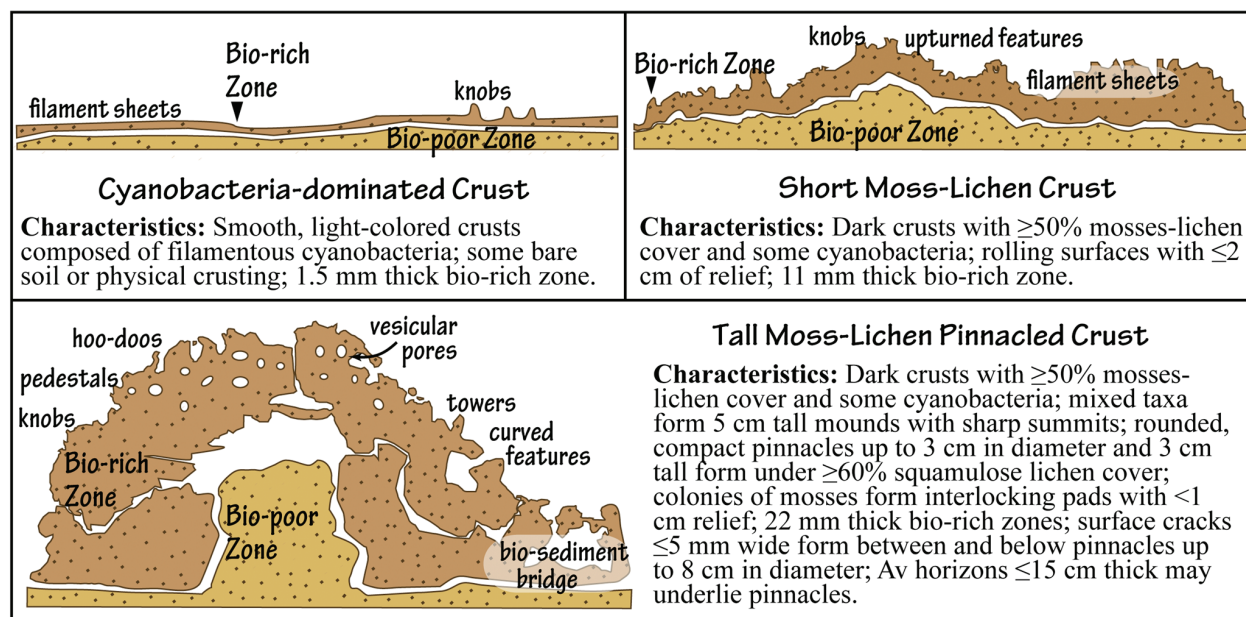 Bio-rich
Zone
filament sheets
knobs
Bio-poor Zone
Cyanobacteria-dominated Crust
Characteristics: Smooth, light-colored crusts
composed of filamentous cyanobacteria; some bare
soil or physical crusting; 1.5 mm thick bio-rich zone.
knobs
upturned features
Bio-rich Zone
filament sheets
Bio-poor Zone
Short Moss-Lichen Crust
Characteristics: Dark crusts with ≥50% mosses-lichen
cover and some cyanobacteria; rolling surfaces with ≤2
cm of relief; 11 mm thick bio-rich zone.
hoo-doos
vesicular
pores
pedestals
knobs
towers
curved
features
Bio-rich
Zone
Bio-poor
Zone
bio-sediment
bridge
Tall Moss-Lichen Pinnacled Crust
Characteristics: Dark crusts with ≥50% mosses-
lichen cover and some cyanobacteria; mixed taxa
form 5 cm tall mounds with sharp summits; rounded,
compact pinnacles up to 3 cm in diameter and 3 cm
tall form under ≥60% squamulose lichen cover;
colonies of mosses form interlocking pads with <1
cm relief; 22 mm thick bio-rich zones; surface cracks
≤5 mm wide form between and below pinnacles up
to 8 cm in diameter; Av horizons ≤15 cm thick may
underlie pinnacles.